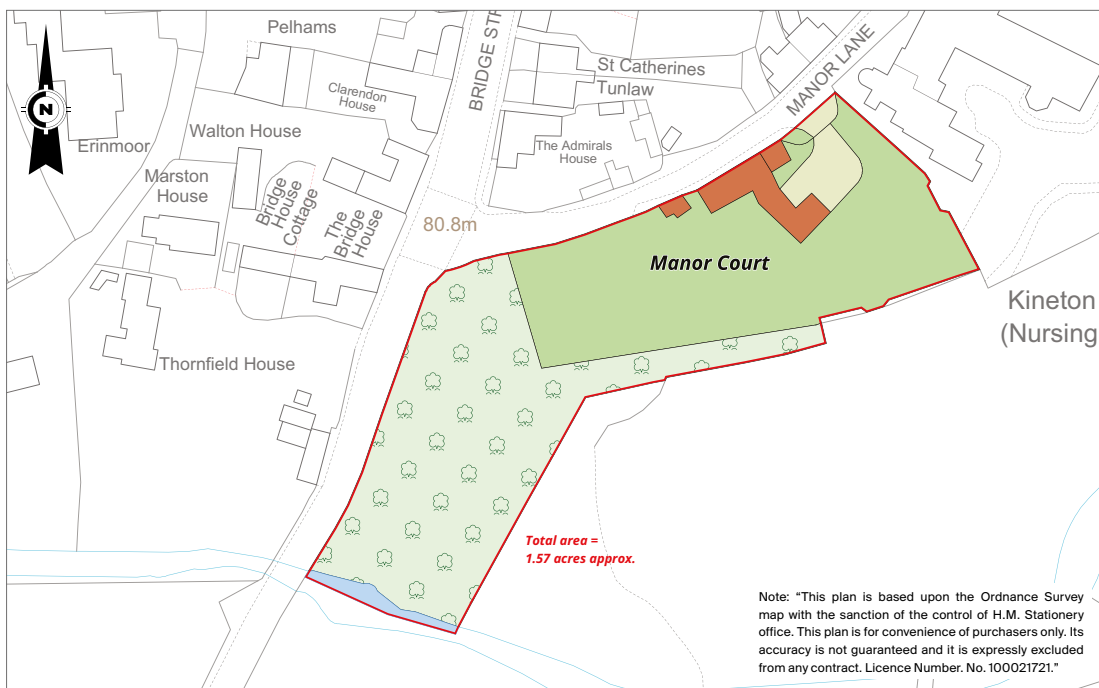 Pelhams
BRIDGE STR
St Catherines
Tunlaw
MANOR LANE
Clarendon
House
N
Walton House
Erinmoor
The Admirals
House
Marston
House
Bridge
House
Cottage
The
Bridge
House
80.8m
Manor Court
Kineton
(Nursing
Thornfield House
Total area =
1.57 acres approx.
Note: “This plan is based upon the Ordnance Survey
map with the sanction of the control of H.M. Stationery
office. This plan is for convenience of purchasers only. Its
accuracy is not guaranteed and it is expressly excluded
from any contract. Licence Number. No. 100021721.”